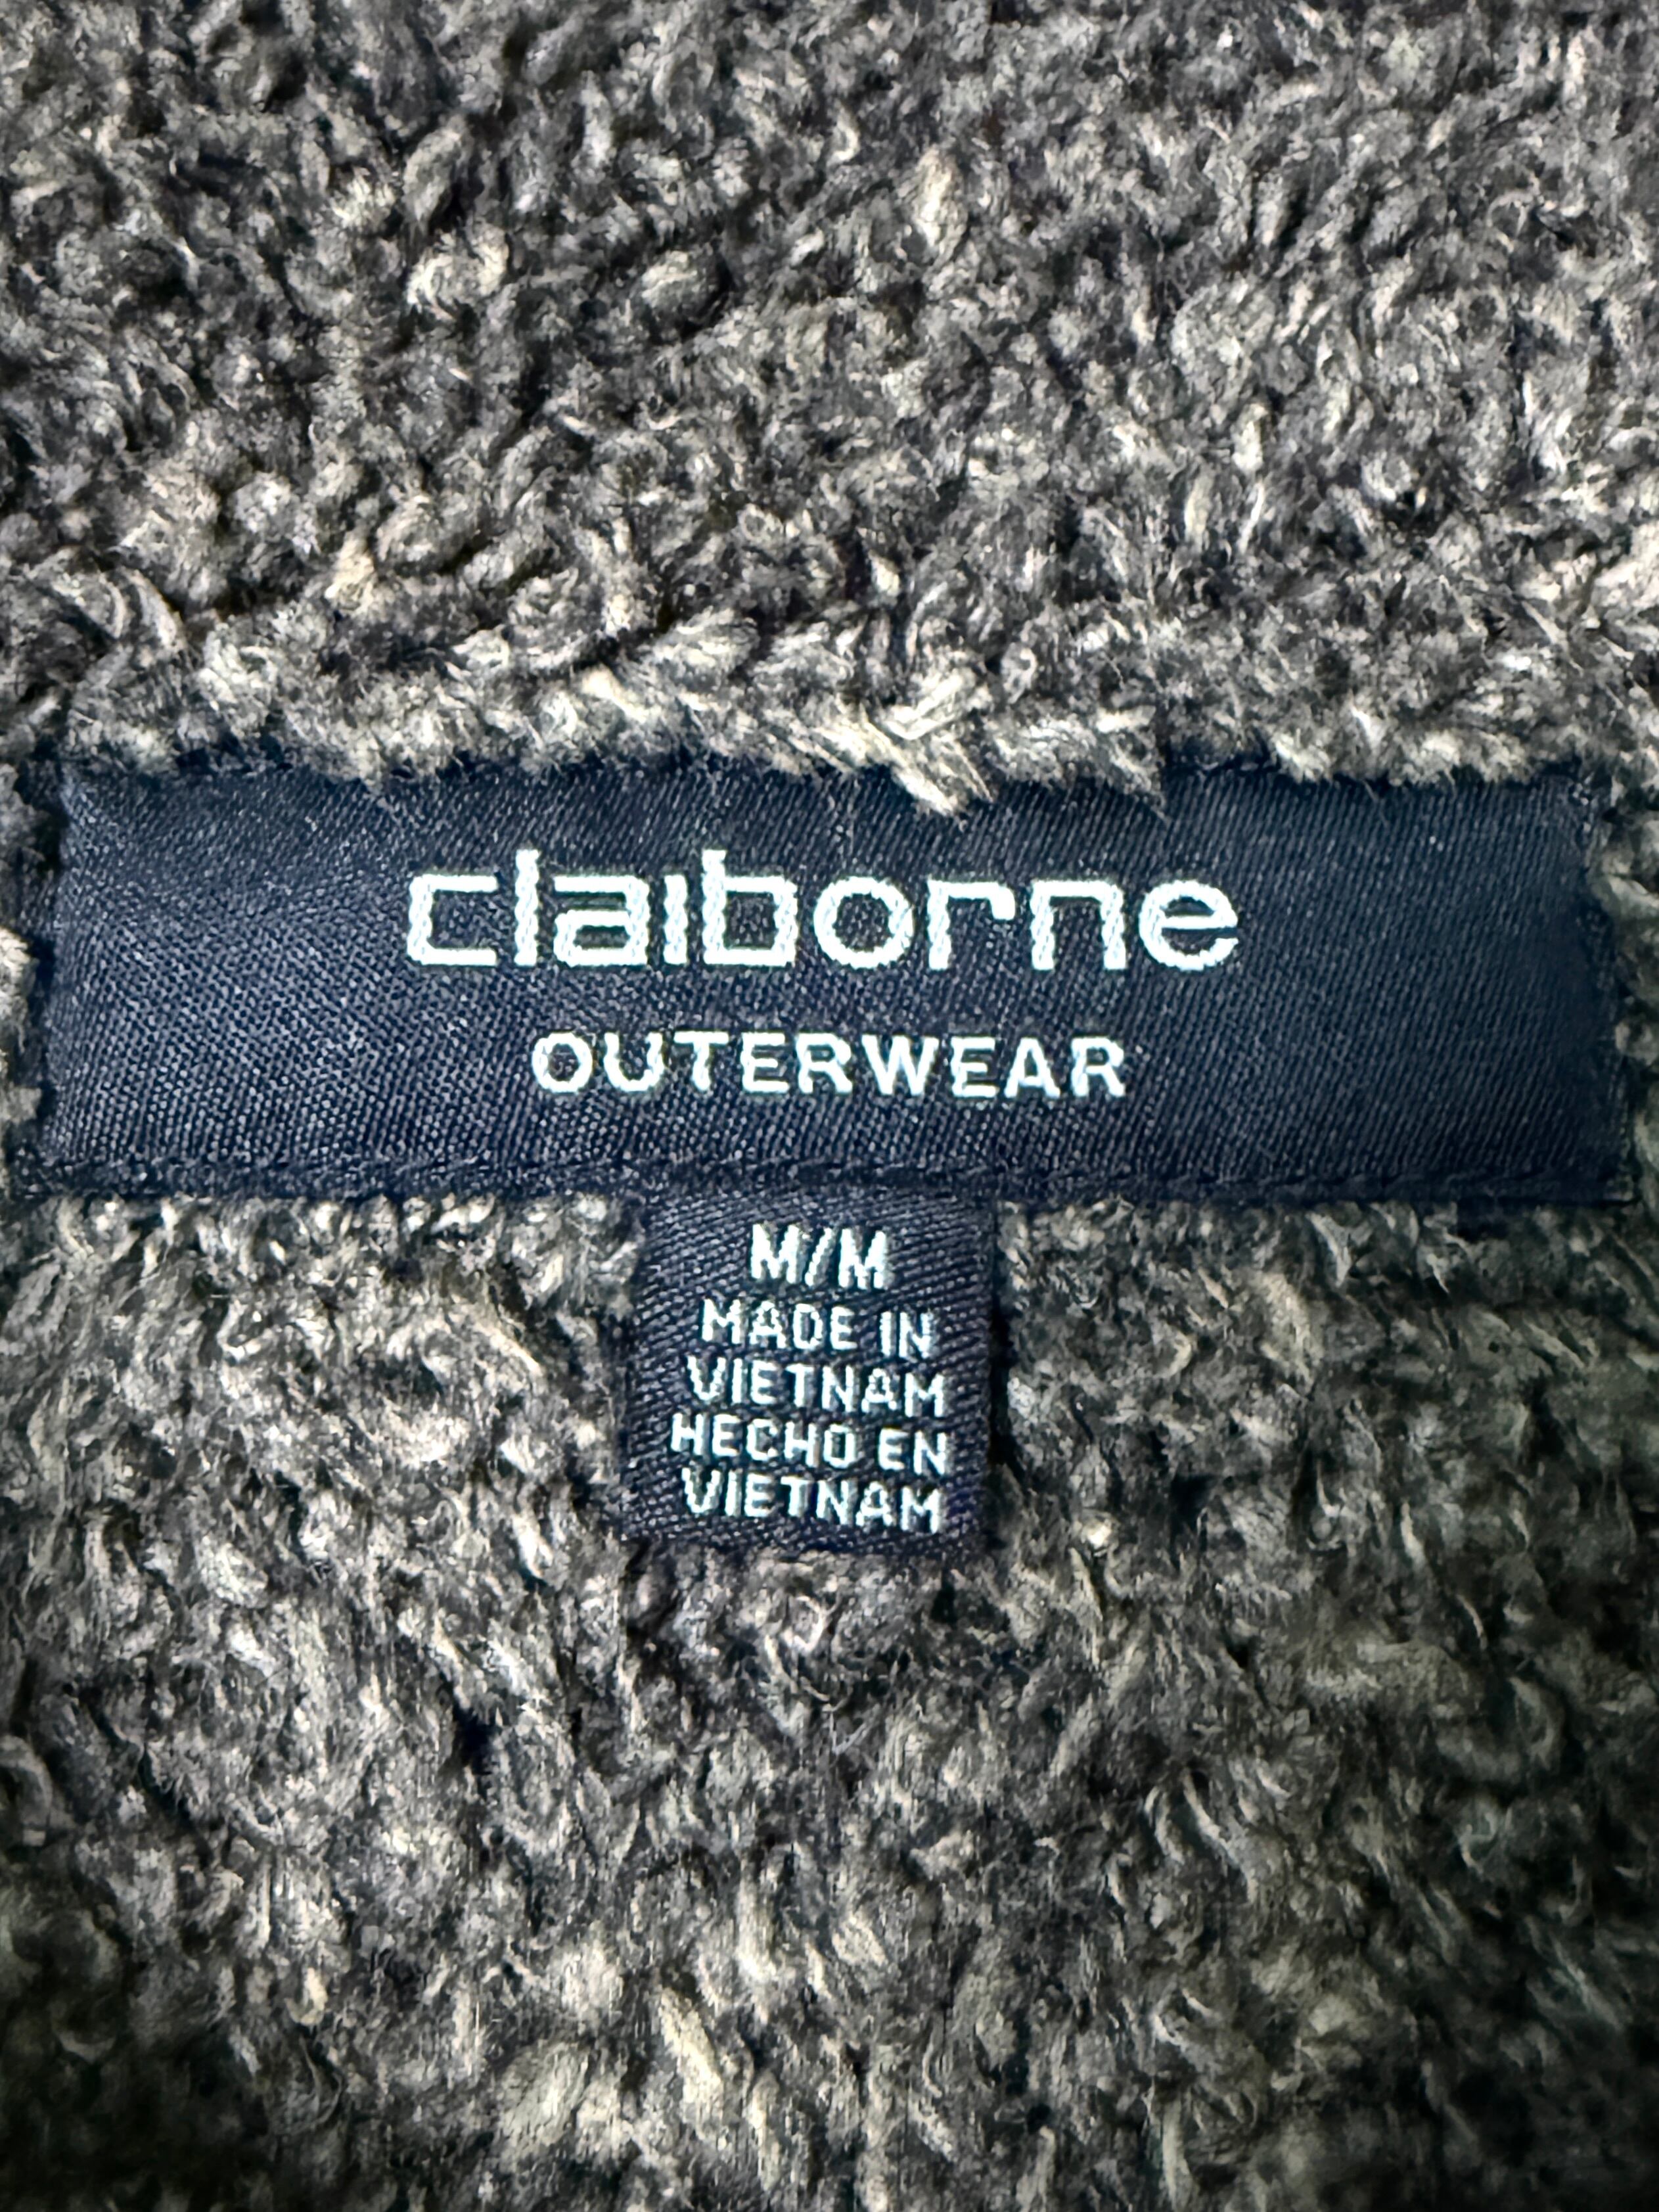 claiborne
OUTERWEAR
M/M
MADE IN
VIETNAM
HECHO EN
VIETNAM